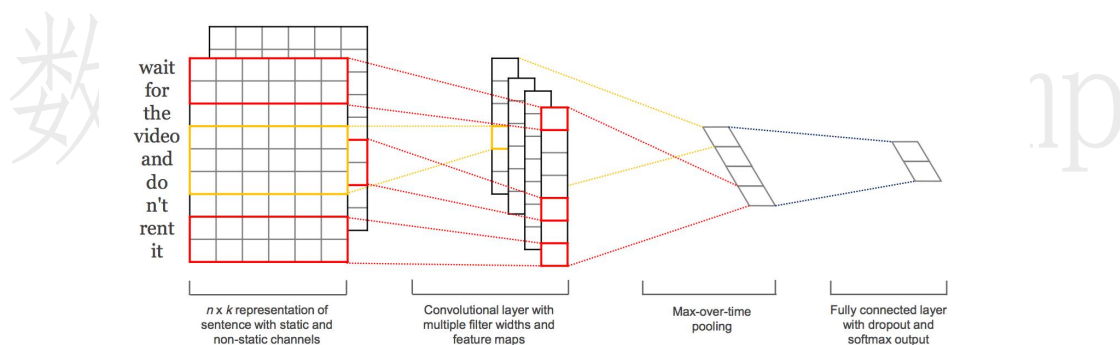 数
mp
wait
for
the
video
and
do
n't
rent
it
n x k representation of
sentence with static and
non-static channels
Convolutional layer with
multiple filter widths and
feature maps
Max-over-time
pooling
Fully connected layer
with dropout and
softmax output